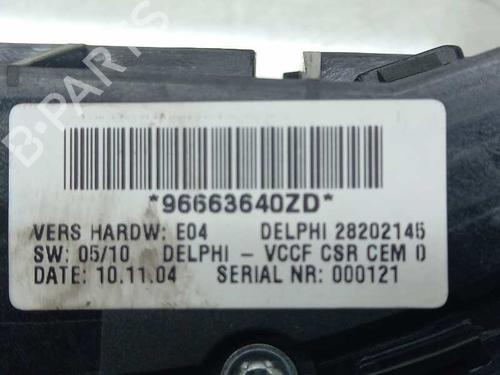 B-PARTS
*96663640ZD*
VERS HARDW: E04 DELPHI 28202145
SW: 05/10 DELPHI - VCCF CSR CEM 0
DATE: 10.11.04 SERIAL NR: 000121